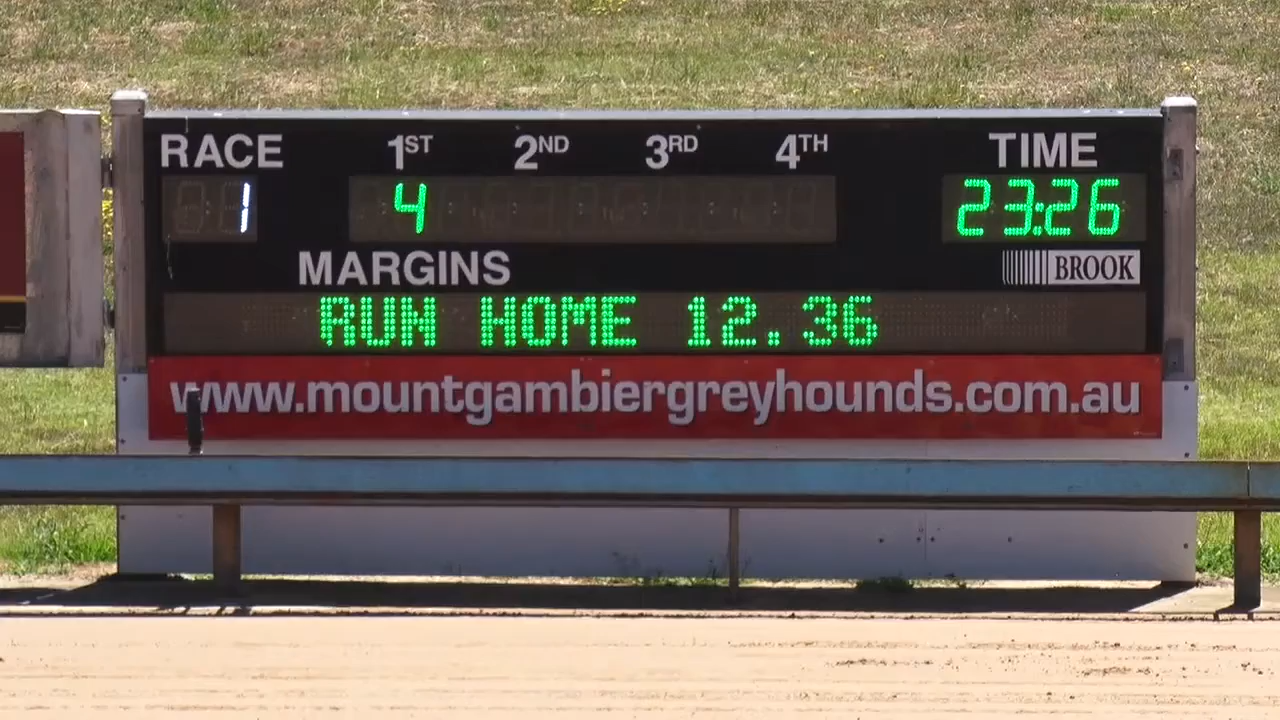 RACE 1ST 2ND 3RD 4TH TIME
1 4 23:26
MARGINS BROOK
RUN HOME 12.36
www.mountgambiergreyhounds.com.au